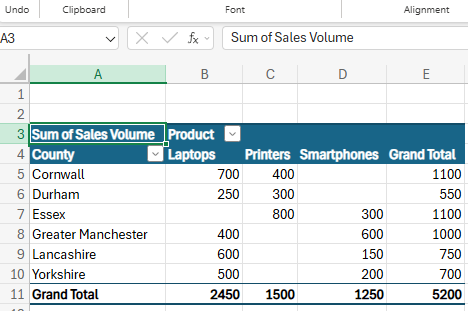 Undo Clipboard Font Alignment
A3 fx Sum of Sales Volume
A B C D E
1
2
3 Sum of Sales Volume Product
4 County Laptops Printers Smartphones Grand Total
5 Cornwall 700 400 1100
6 Durham 250 300 550
7 Essex 800 300 1100
8 Greater Manchester 400 600 1000
9 Lancashire 600 150 750
10 Yorkshire 500 200 700
11 Grand Total 2450 1500 1250 5200